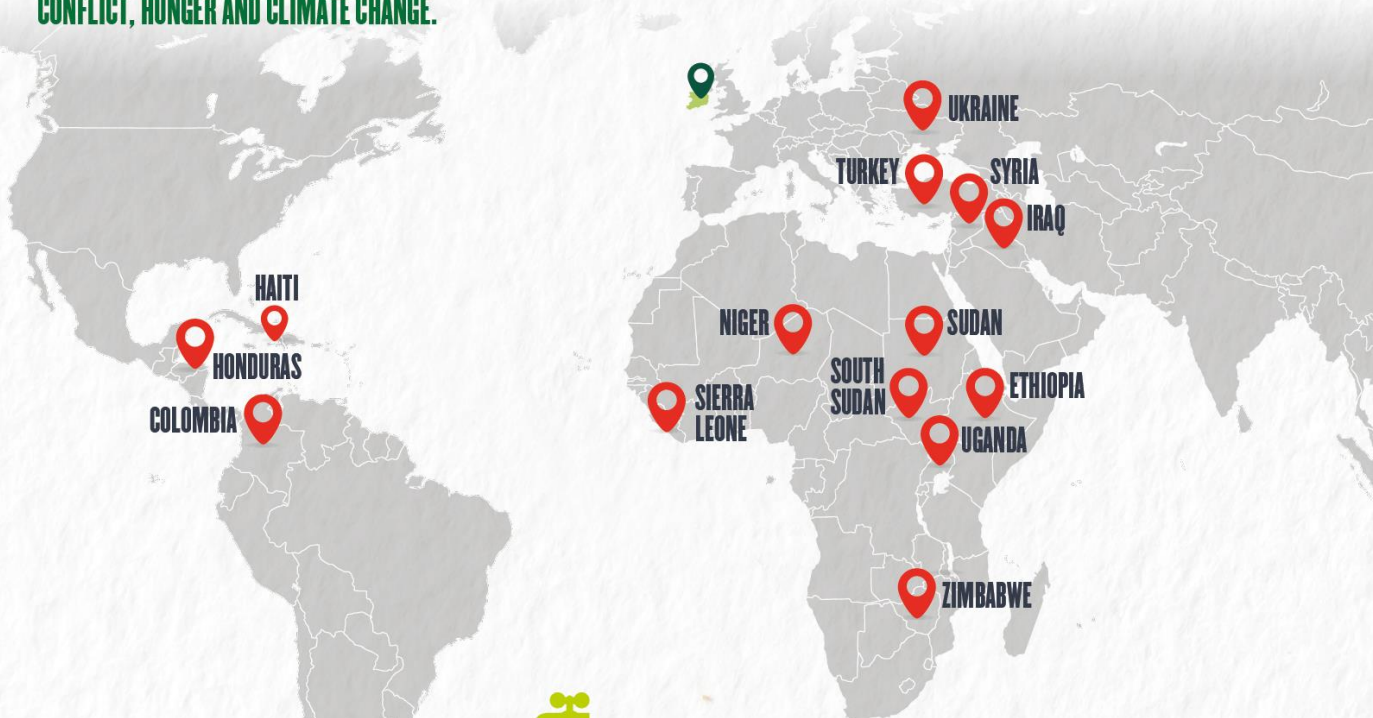 CONFLICT, HUNGER AND CLIMATE CHANGE.
UKRAINE
TURKEY
SYRIA
IRAQ
HAITI
HONDURAS
COLOMBIA
NIGER
SUDAN
SOUTH
SUDAN
ETHIOPIA
SIERRA
LEONE
UGANDA
ZIMBABWE